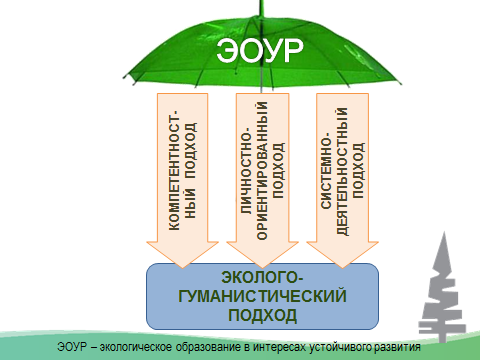 ЭОУР
КОМПЕТЕНТНОСТ-
НЫЙ ПОДХОД
ЛИЧНОСТНО-
ОРИЕНТИРОВАННЫЙ
ПОДХОД
СИСТЕМНО-
ДЕЯТЕЛЬНОСТНЫЙ
ПОДХОД
ЭКОЛОГО-
ГУМАНИСТИЧЕСКИЙ
ПОДХОД
ЭОУР – экологическое образование в интересах устойчивого развития